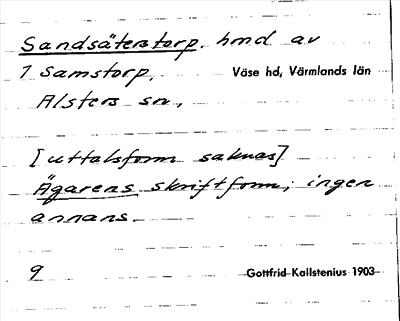 Sandsäterstorp, hmd av
1 Samstorp, Väse hd, Värmlands län
Alsters sn,
[uttalsform saknas]
Ägarens skriftform; ingen
annans.
9 Gottfrid Kallstenius 1903